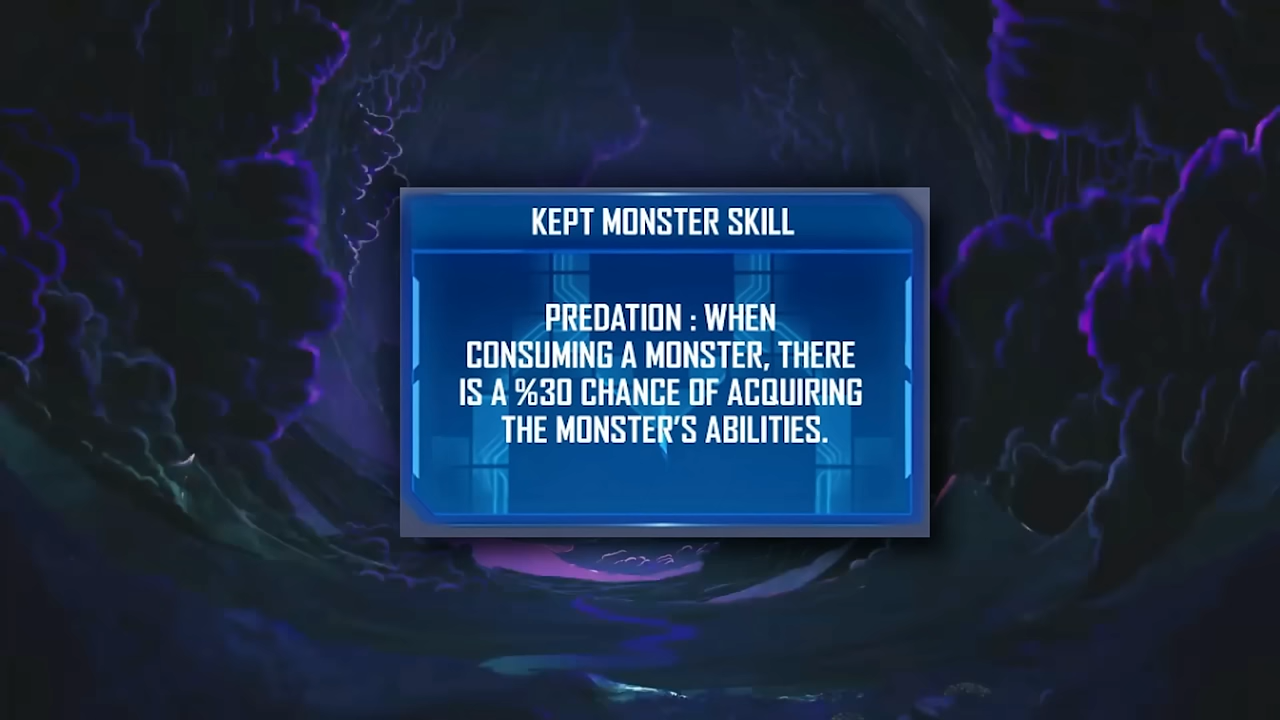 KEPT MONSTER SKILL
PREDATION : WHEN
CONSUMING A MONSTER, THERE
IS A %30 CHANCE OF ACQUIRING
THE MONSTER'S ABILITIES.